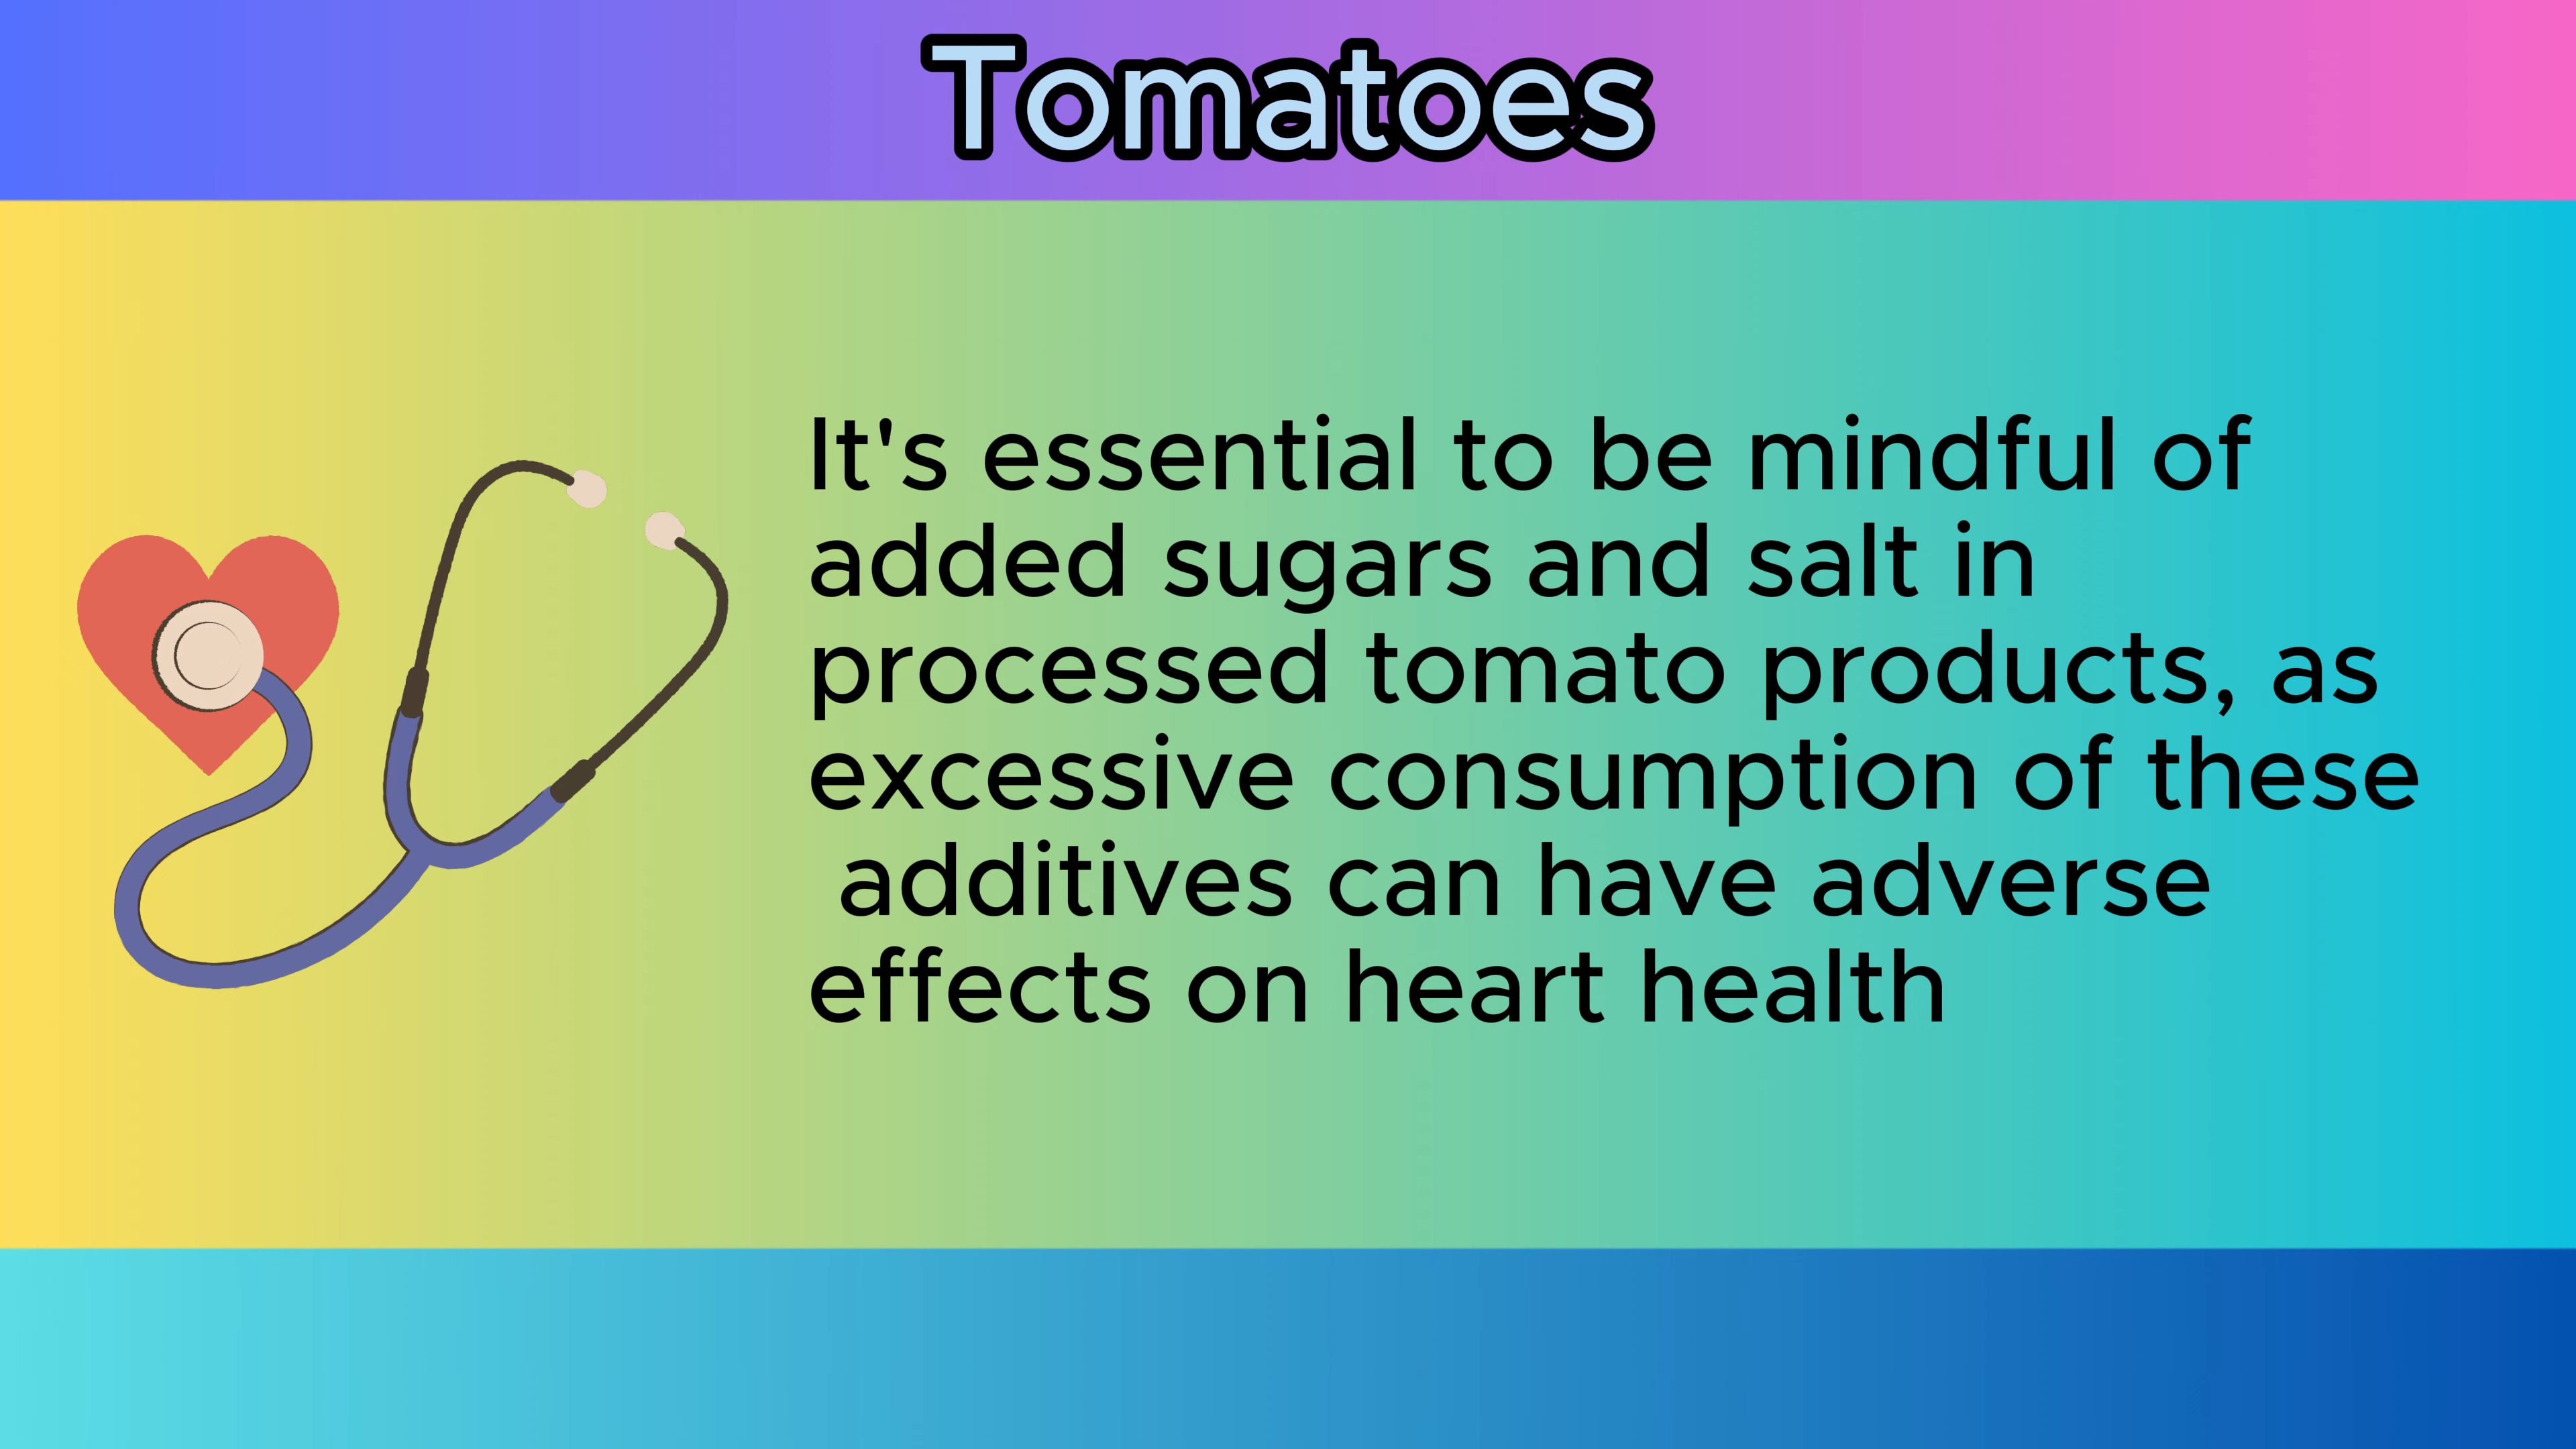 Tomatoes
It's essential to be mindful of
added sugars and salt in
processed tomato products, as
excessive consumption of these
additives can have adverse
effects on heart health